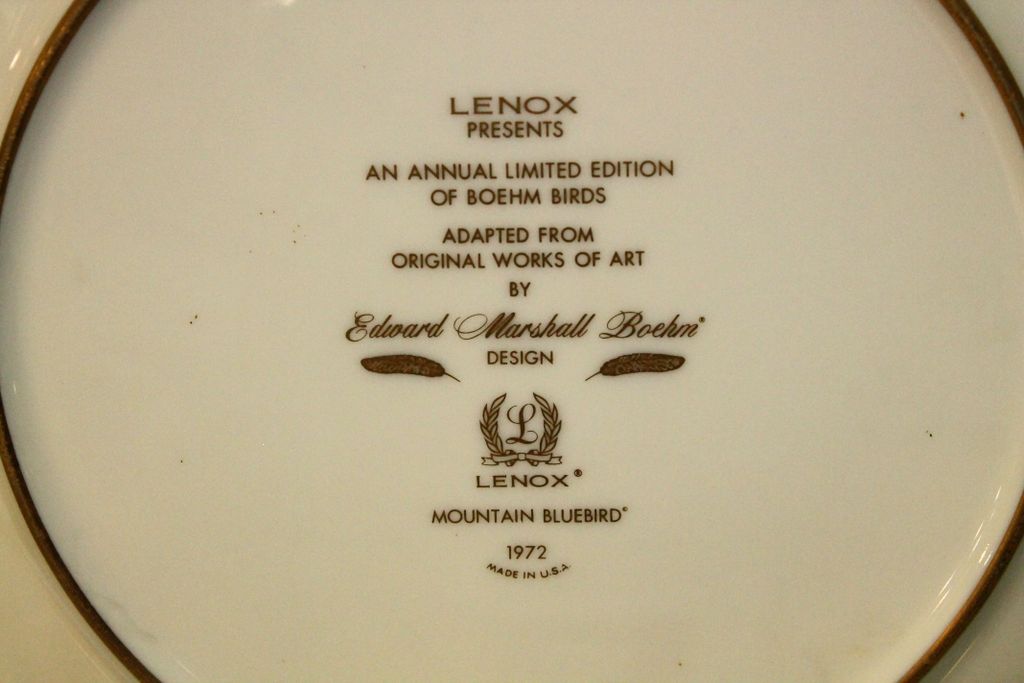 LENOX
PRESENTS
AN ANNUAL LIMITED EDITION
OF BOEHM BIRDS
ADAPTED FROM
ORIGINAL WORKS OF ART
BY
Edward Marshall Boehm®
DESIGN
L
LENOX®
MOUNTAIN BLUEBIRD©
1972
MADE IN U.S.A.